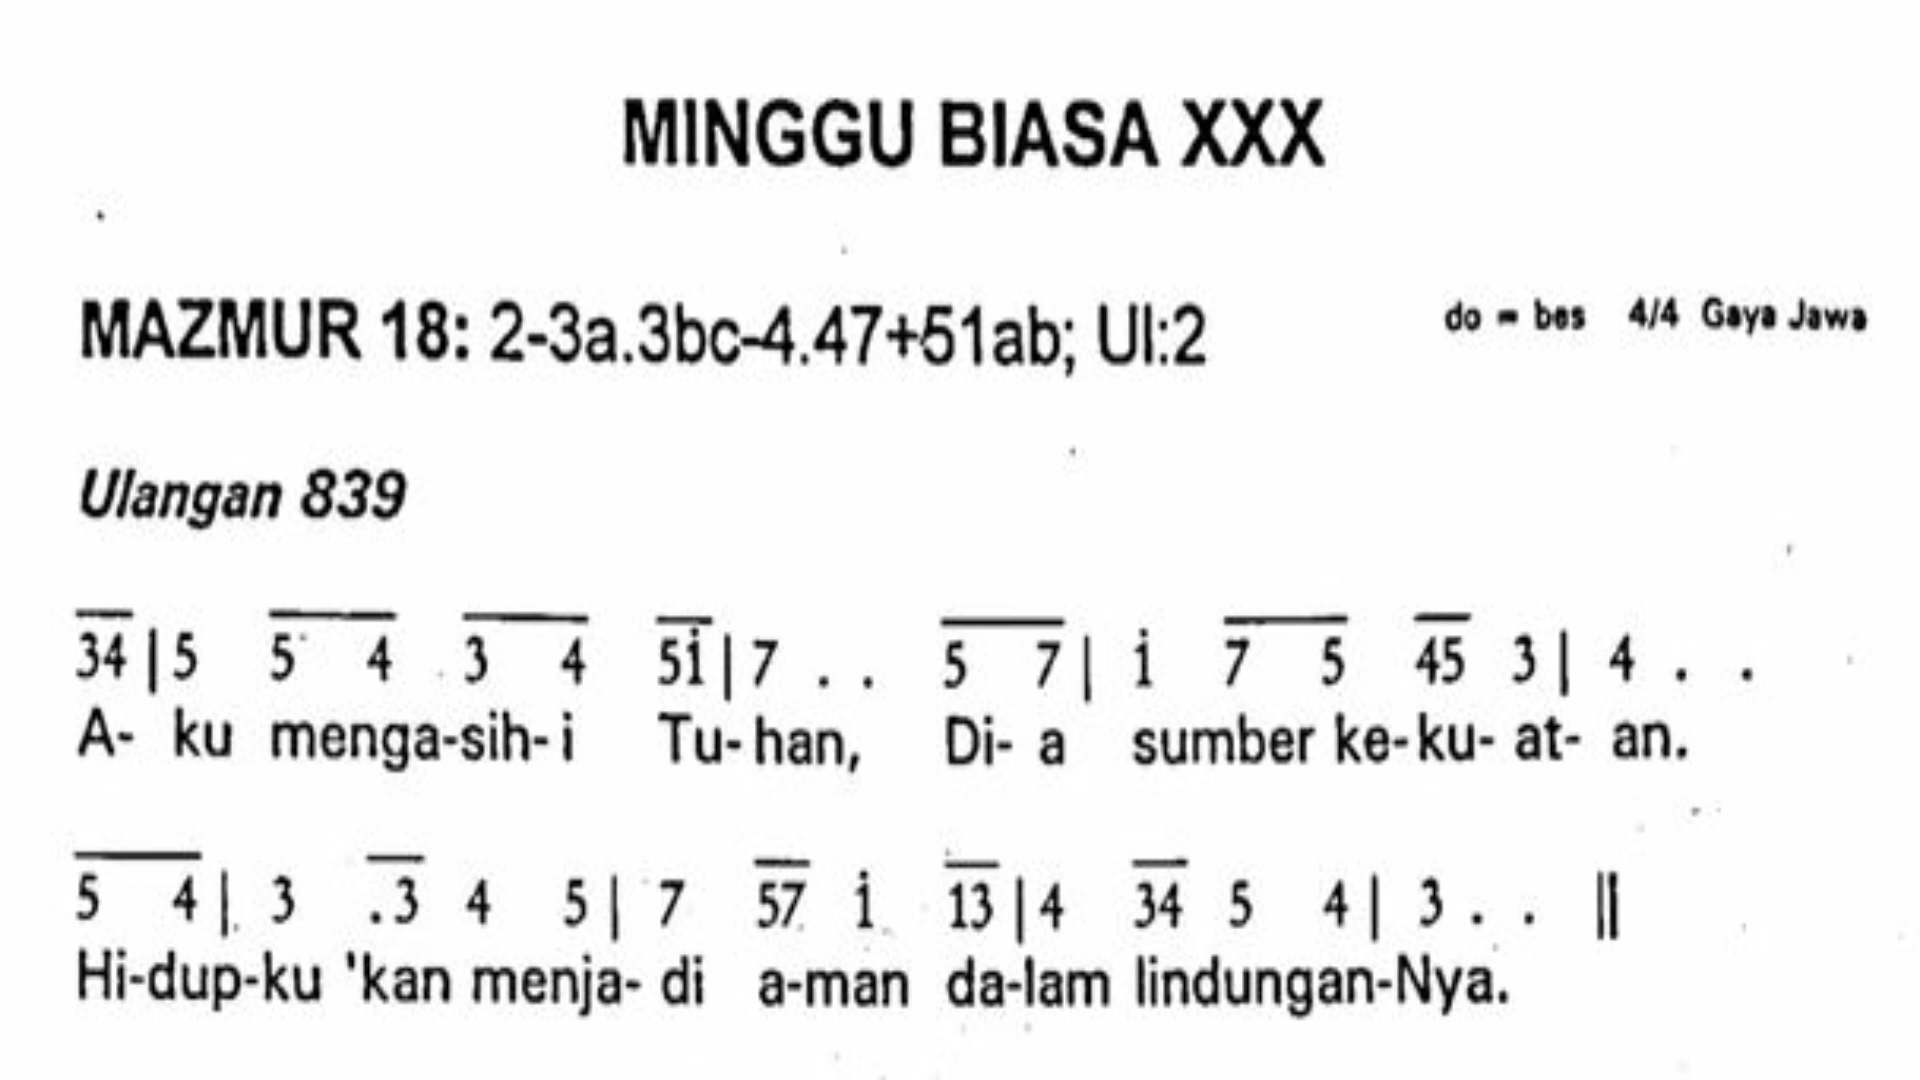 MINGGU BIASA XXX
MAZMUR 18: 2-3a.3bc-4.47+51ab; Ul:2
do = bes 4/4 Gaya Jawa
Ulangan 839
34 | 5 5 4 3 4 5i | 7 . . 5 7 | i 7 5 45 3 | 4 . .
A- ku menga-sih- i Tu- han, Di- a sumber ke- ku- at- an.
5 4 | 3 .3 4 5 | 7 57 i 13 | 4 34 5 4 | 3 . . ||
Hi-dup-ku 'kan menja- di a-man da-lam lindungan-Nya.